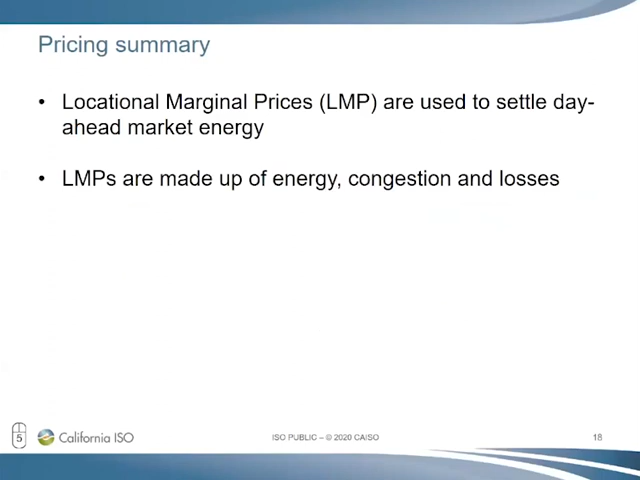 Pricing summary
• Locational Marginal Prices (LMP) are used to settle day-
ahead market energy
• LMPs are made up of energy, congestion and losses
5
California ISO
ISO PUBLIC – © 2020 CAISO
18